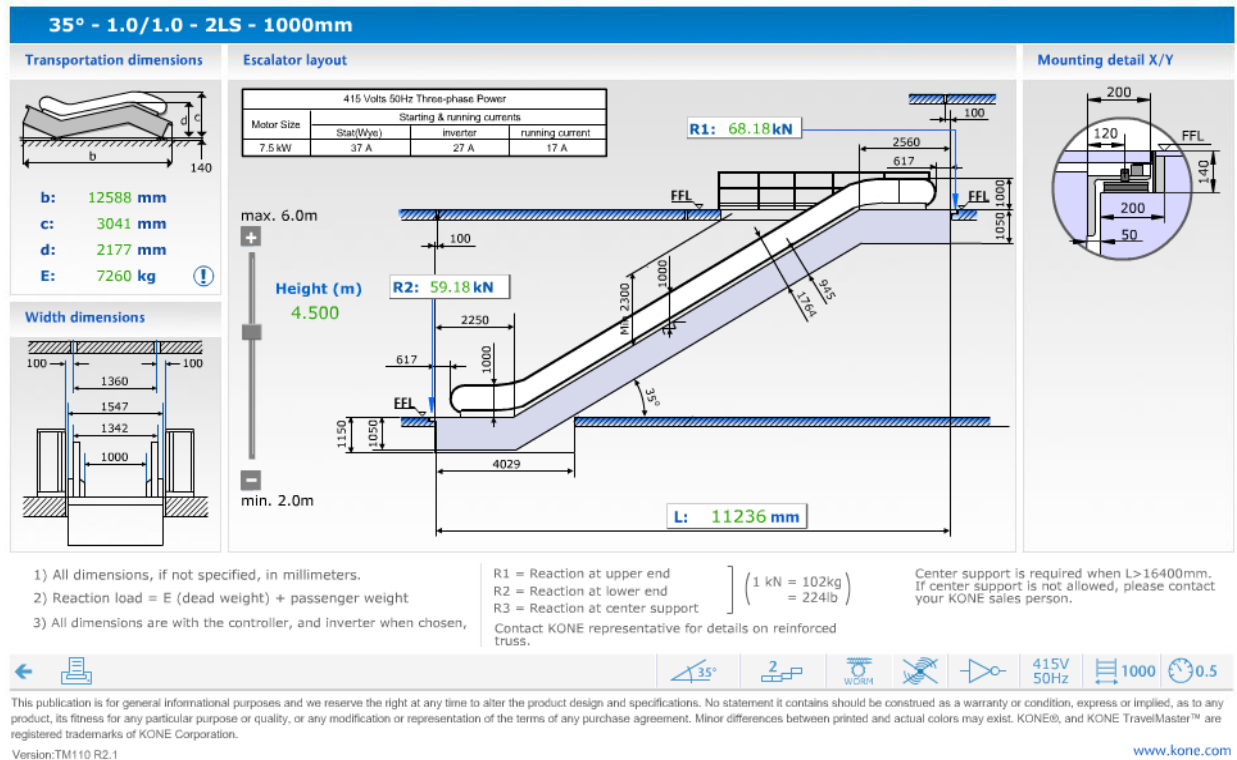 35° - 1.0/1.0 - 2LS - 1000mm
Transportation dimensions
d
c
b
140
b: 12588 mm
c: 3041 mm
d: 2177 mm
E: 7260 kg
!
Width dimensions
100
100
1360
1547
1342
1000
Escalator layout
415 Volts 50Hz Three-phase Power
Motor Size
Starting & running currents
Stat(Wye) inverter running current
7.5 kW 37 A 27 A 17 A
max. 6.0m
+
Height (m)
4.500
−
min. 2.0m
R1: 68.18 kN
100
2560
617
FFL
FFL
1000
1050
100
R2: 59.18 kN
2250
617
1000
Min 2300
1000
945
1764
35°
FFL
1150
1050
4029
L: 11236 mm
Mounting detail X/Y
200
120
FFL
140
200
50
1) All dimensions, if not specified, in millimeters.
2) Reaction load = E (dead weight) + passenger weight
3) All dimensions are with the controller, and inverter when chosen,
R1 = Reaction at upper end
R2 = Reaction at lower end
R3 = Reaction at center support
(1 kN = 102kg
= 224lb)
Contact KONE representative for details on reinforced
truss.
Center support is required when L>16400mm.
If center support is not allowed, please contact
your KONE sales person.
35°
2
WORM
415V
50Hz
1000
0.5
This publication is for general informational purposes and we reserve the right at any time to alter the product design and specifications. No statement it contains should be construed as a warranty or condition, express or implied, as to any
product, its fitness for any particular purpose or quality, or any modification or representation of the terms of any purchase agreement. Minor differences between printed and actual colors may exist. KONE®, and KONE TravelMaster™ are
registered trademarks of KONE Corporation.
Version:TM110 R2.1
www.kone.com